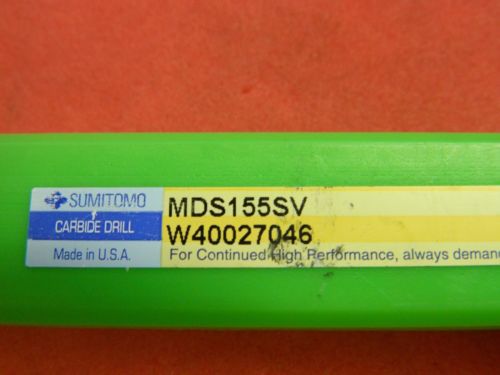 SUMITOMO
CARBIDE DRILL
Made in U.S.A.
MDS155SV
W40027046
For Continued High Performance, always deman